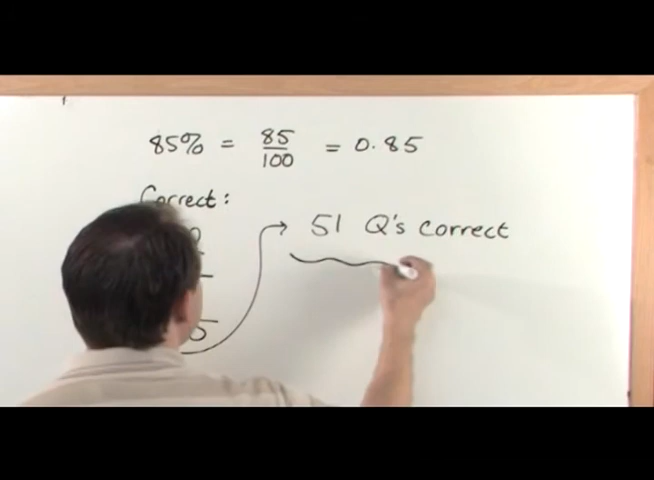 85% = 85/100 = 0.85
Correct:
51 Q's correct